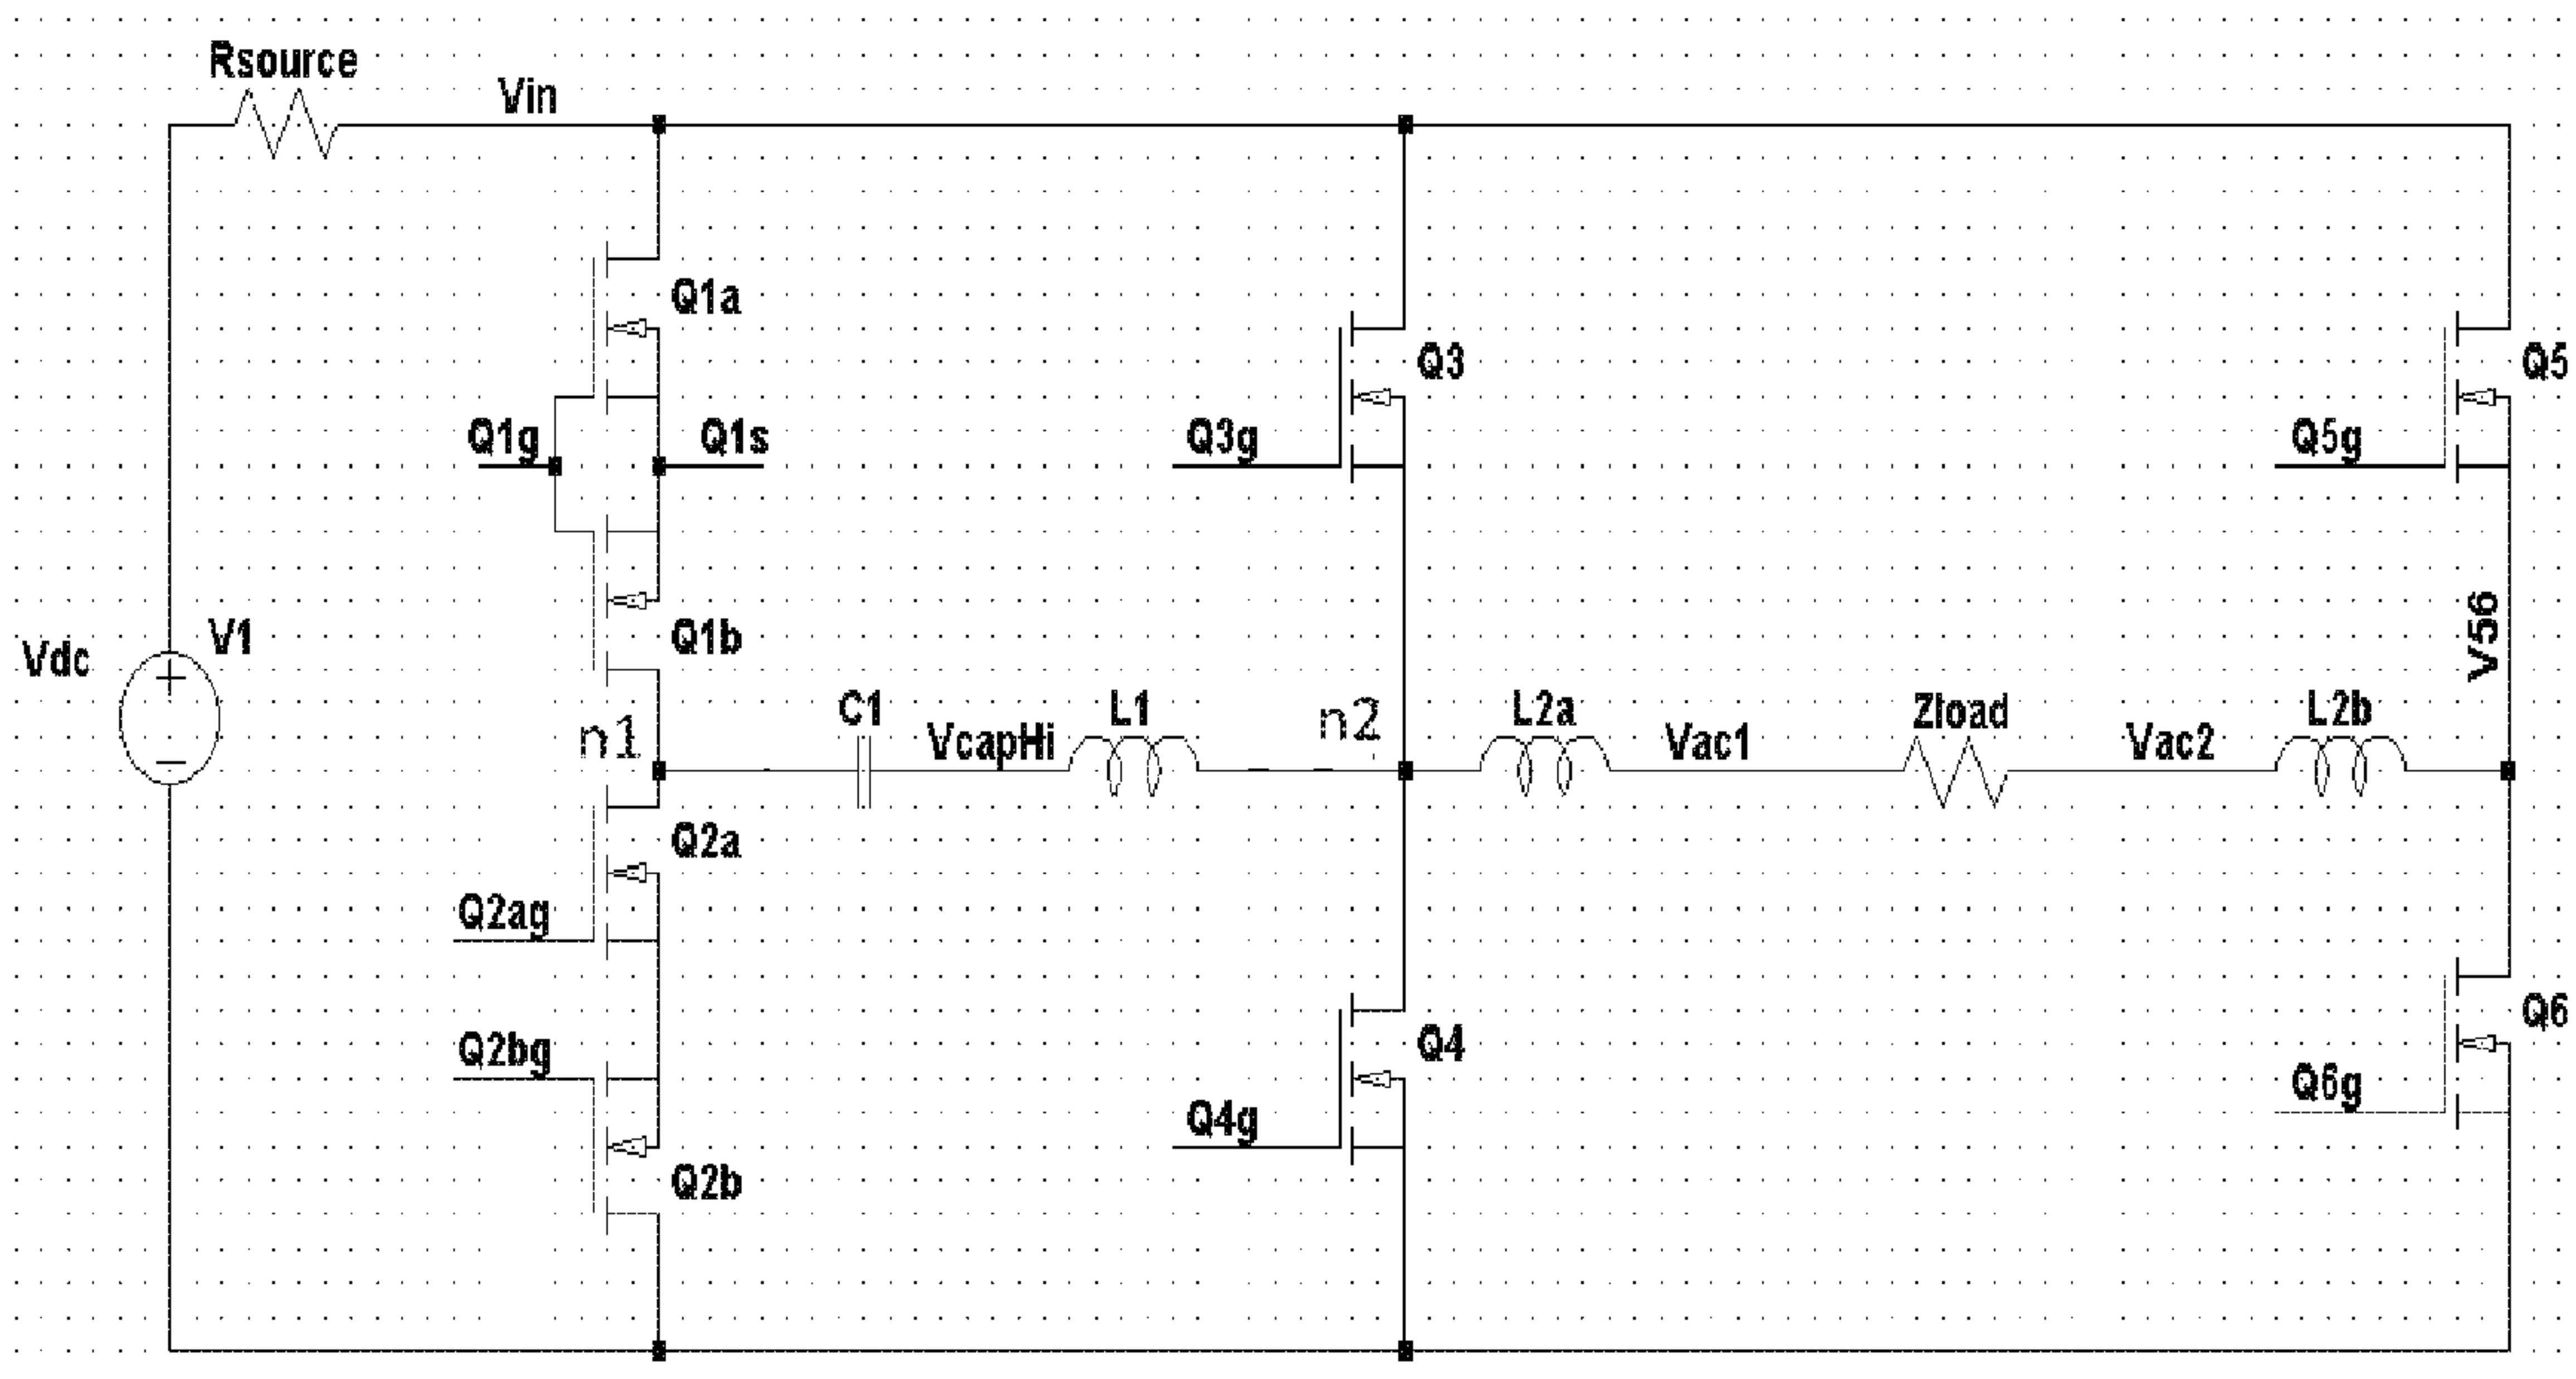 Rsource
Vin
Q1a
Q3
Q5
Q1g
Q1s
Q3g
Q5g
V56
Vdc
V1
Q1b
n1
C1
VcapHi
L1
n2
L2a
Vac1
Zload
Vac2
L2b
Q2a
Q2ag
Q2bg
Q4
Q6
Q6g
Q4g
Q2b